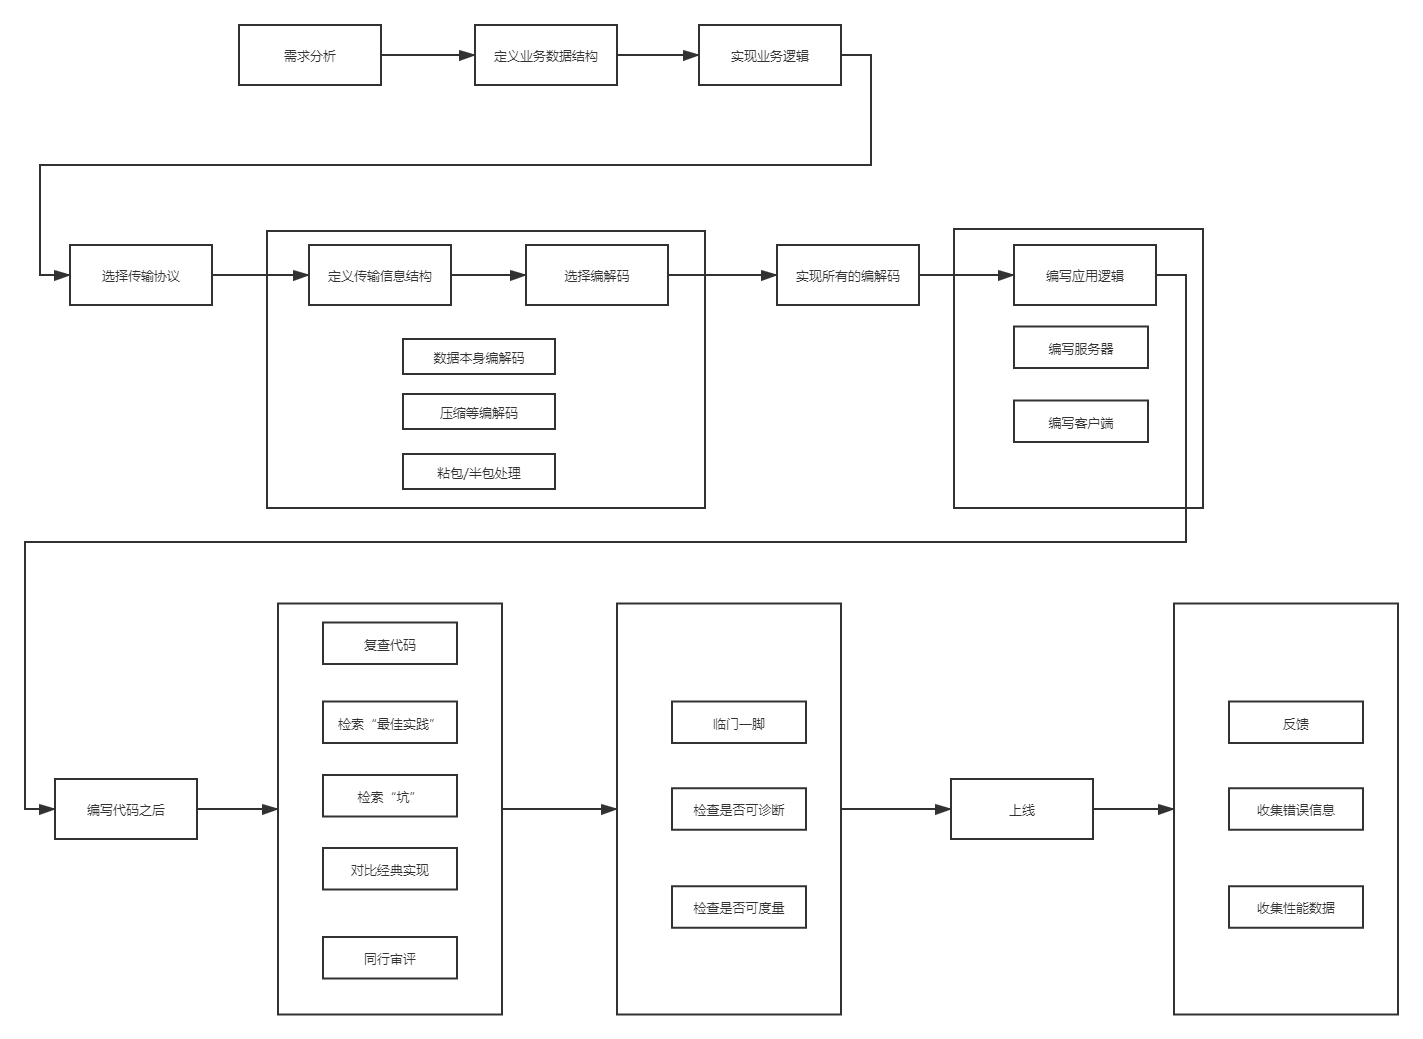 需求分析
定义业务数据结构
实现业务逻辑
选择传输协议
定义传输信息结构
选择编解码
实现所有的编解码
编写应用逻辑
数据本身编解码
压缩等编解码
粘包/半包处理
编写服务器
编写客户端
编写代码之后
复查代码
检索“最佳实践”
检索“坑”
对比经典实现
同行审评
临门一脚
检查是否可诊断
检查是否可度量
上线
反馈
收集错误信息
收集性能数据